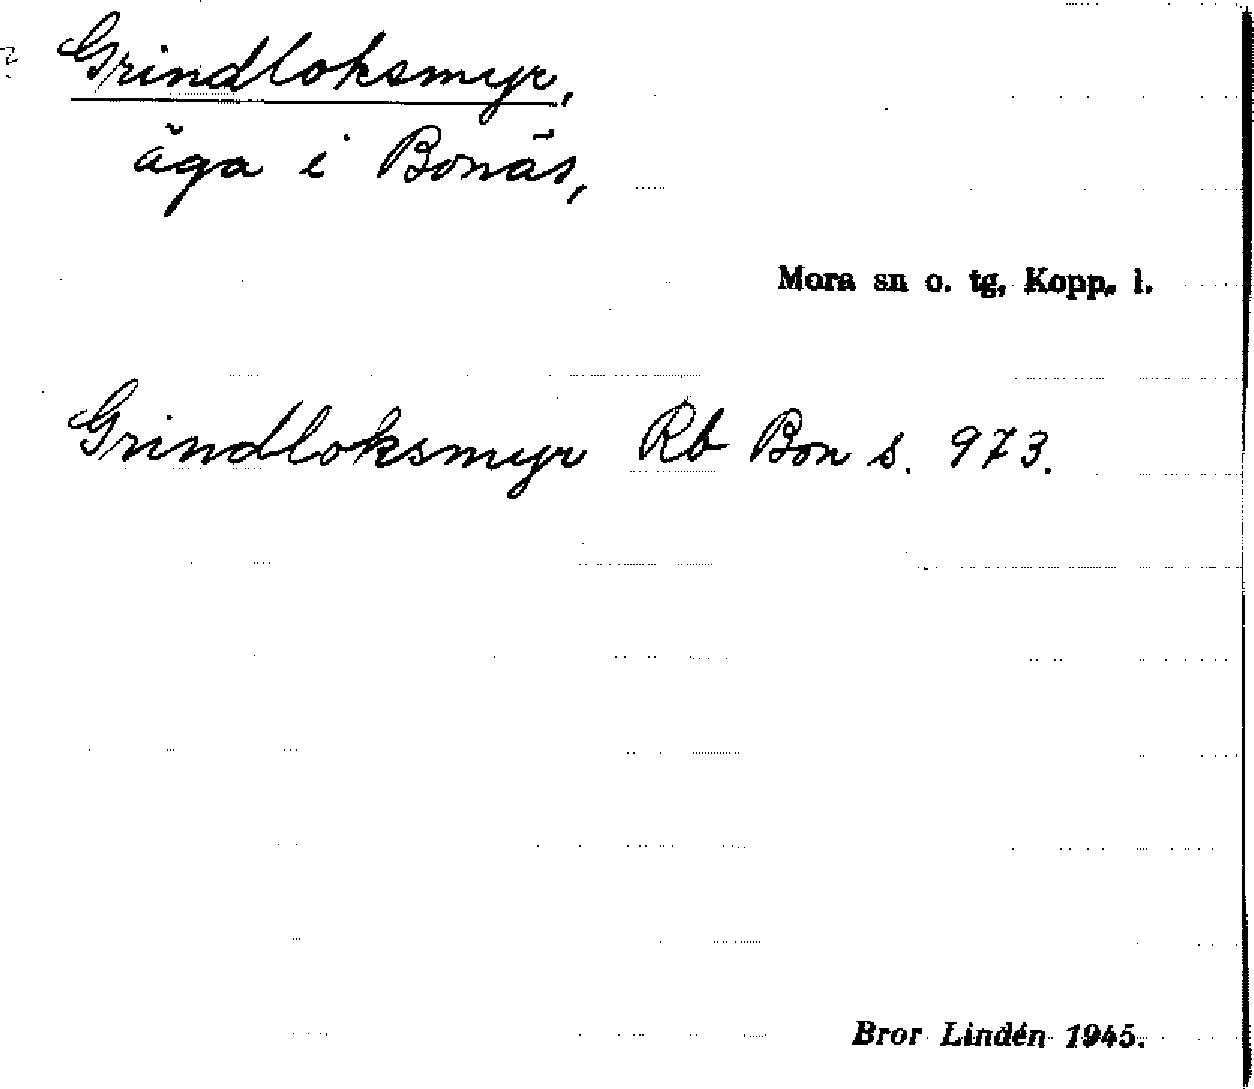 Grindloksmyr,
äga i Bonäs,
Mora sn o. tg, Kopp. l.
Grindloksmyr Rb Bon s. 973.
Bror Lindén 1945.